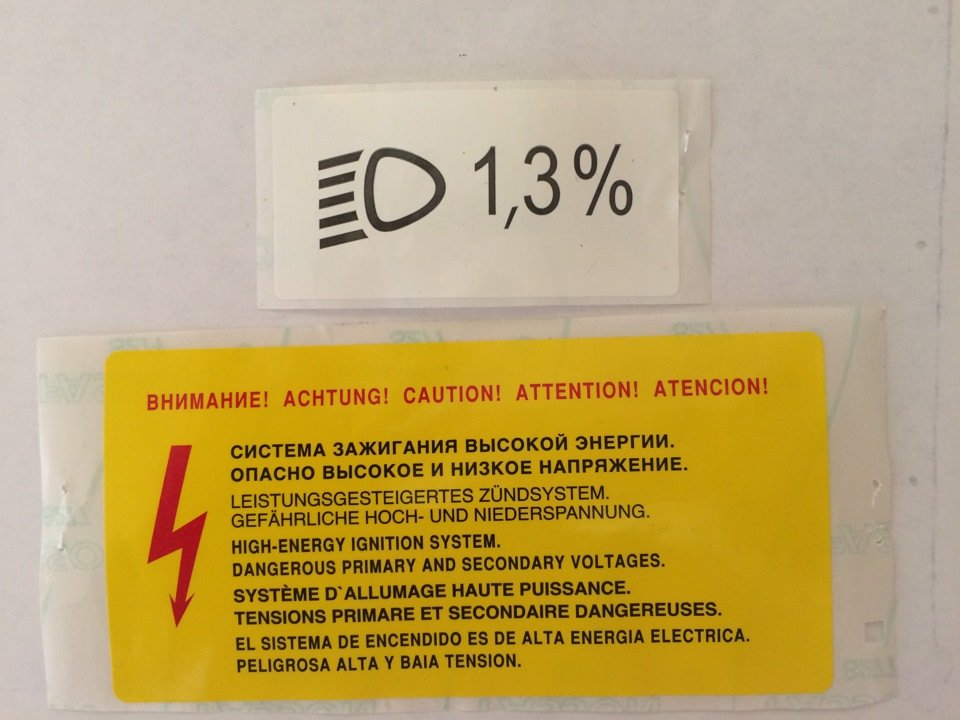 1,3%
ВНИМАНИЕ! ACHTUNG! CAUTION! ATTENTION! ATENCION!
СИСТЕМА ЗАЖИГАНИЯ ВЫСОКОЙ ЭНЕРГИИ.
ОПАСНО ВЫСОКОЕ И НИЗКОЕ НАПРЯЖЕНИЕ.
LEISTUNGSGESTEIGERTES ZÜNDSYSTEM.
GEFÄHRLICHE HOCH- UND NIEDERSPANNUNG.
HIGH-ENERGY IGNITION SYSTEM.
DANGEROUS PRIMARY AND SECONDARY VOLTAGES.
SYSTÈME D`ALLUMAGE HAUTE PUISSANCE.
TENSIONS PRIMARE ET SECONDAIRE DANGEREUSES.
EL SISTEMA DE ENCENDIDO ES DE ALTA ENERGIA ELECTRICA.
PELIGROSA ALTA Y BAIA TENSION.